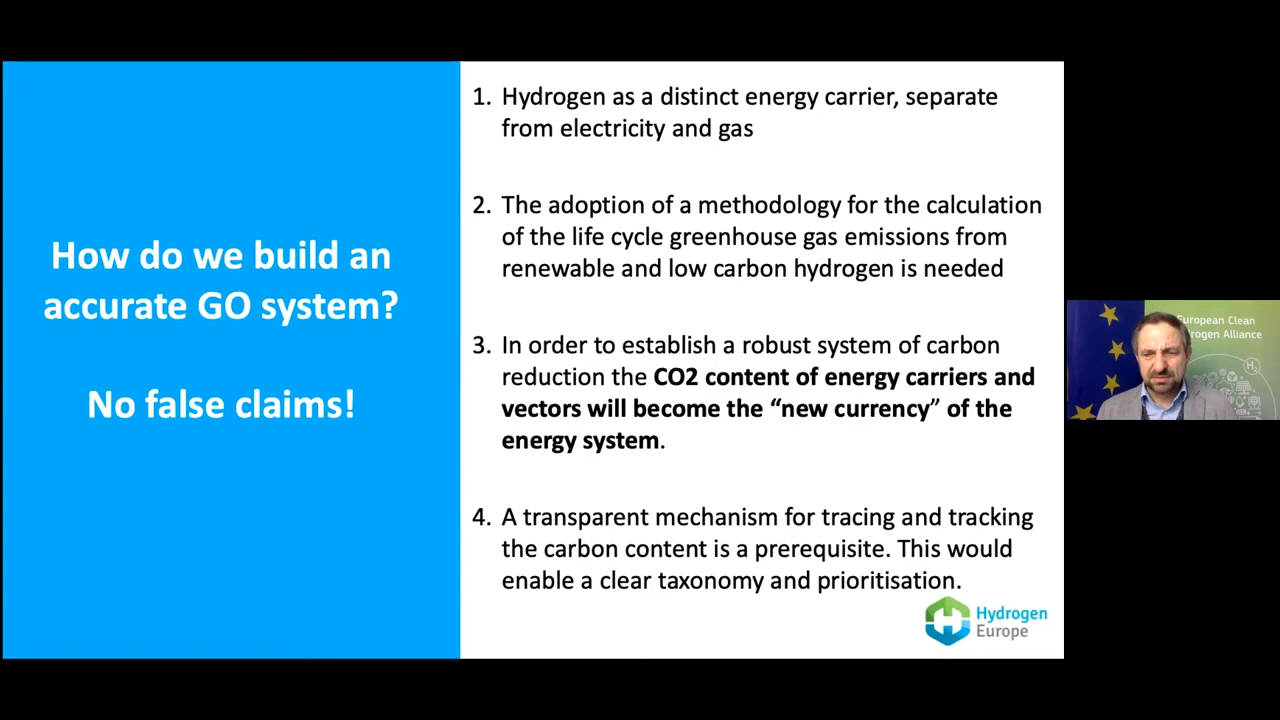 How do we build an
accurate GO system?
No false claims!
1. Hydrogen as a distinct energy carrier, separate
from electricity and gas
2. The adoption of a methodology for the calculation
of the life cycle greenhouse gas emissions from
renewable and low carbon hydrogen is needed
3. In order to establish a robust system of carbon
reduction the CO2 content of energy carriers and
vectors will become the “new currency” of the
energy system.
4. A transparent mechanism for tracing and tracking
the carbon content is a prerequisite. This would
enable a clear taxonomy and prioritisation.
Hydrogen
Europe
European Clean
Hydrogen Alliance
H2